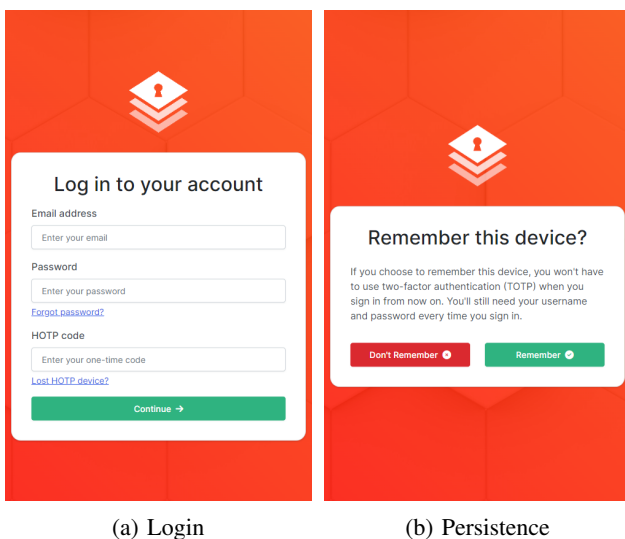 Log in to your account
Email address
Enter your email
Password
Enter your password
Forgot password?
HOTP code
Enter your one-time code
Lost HOTP device?
Continue →
(a) Login
Remember this device?
If you choose to remember this device, you won't have
to use two-factor authentication (TOTP) when you
sign in from now on. You'll still need your username
and password every time you sign in.
Don't Remember
Remember
(b) Persistence